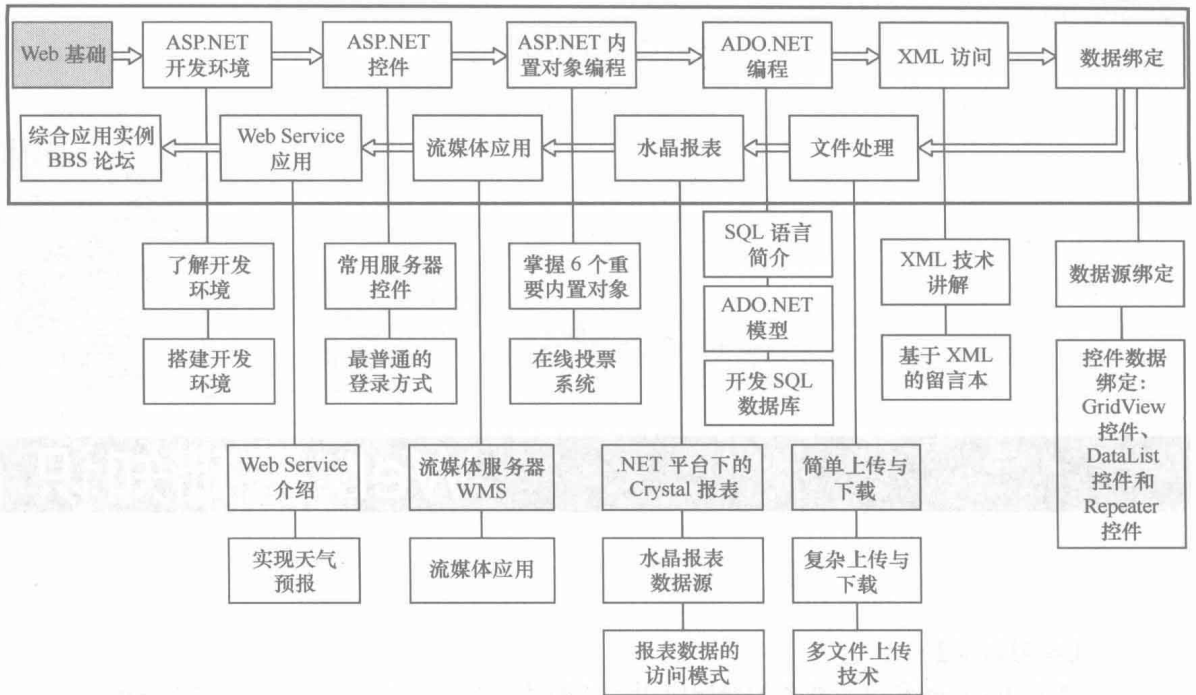 Web 基础
ASP.NET
开发环境
ASP.NET
控件
ASP.NET 内
置对象编程
ADO.NET
编程
XML 访问
数据绑定
综合应用实例
BBS 论坛
Web Service
应用
流媒体应用
水晶报表
文件处理
了解开发
环境
搭建开发
环境
常用服务器
控件
最普通的
登录方式
掌握 6 个重
要内置对象
在线投票
系统
SQL 语言
简介
ADO.NET
模型
开发 SQL
数据库
XML 技术
讲解
基于 XML
的留言本
数据源绑定
控件数据
绑定:
GridView
控件、
DataList
控件和
Repeater
控件
Web Service
介绍
实现天气
预报
流媒体服务器
WMS
流媒体应用
.NET 平台下的
Crystal 报表
水晶报表
数据源
报表数据的
访问模式
简单上传与
下载
复杂上传与
下载
多文件上传
技术